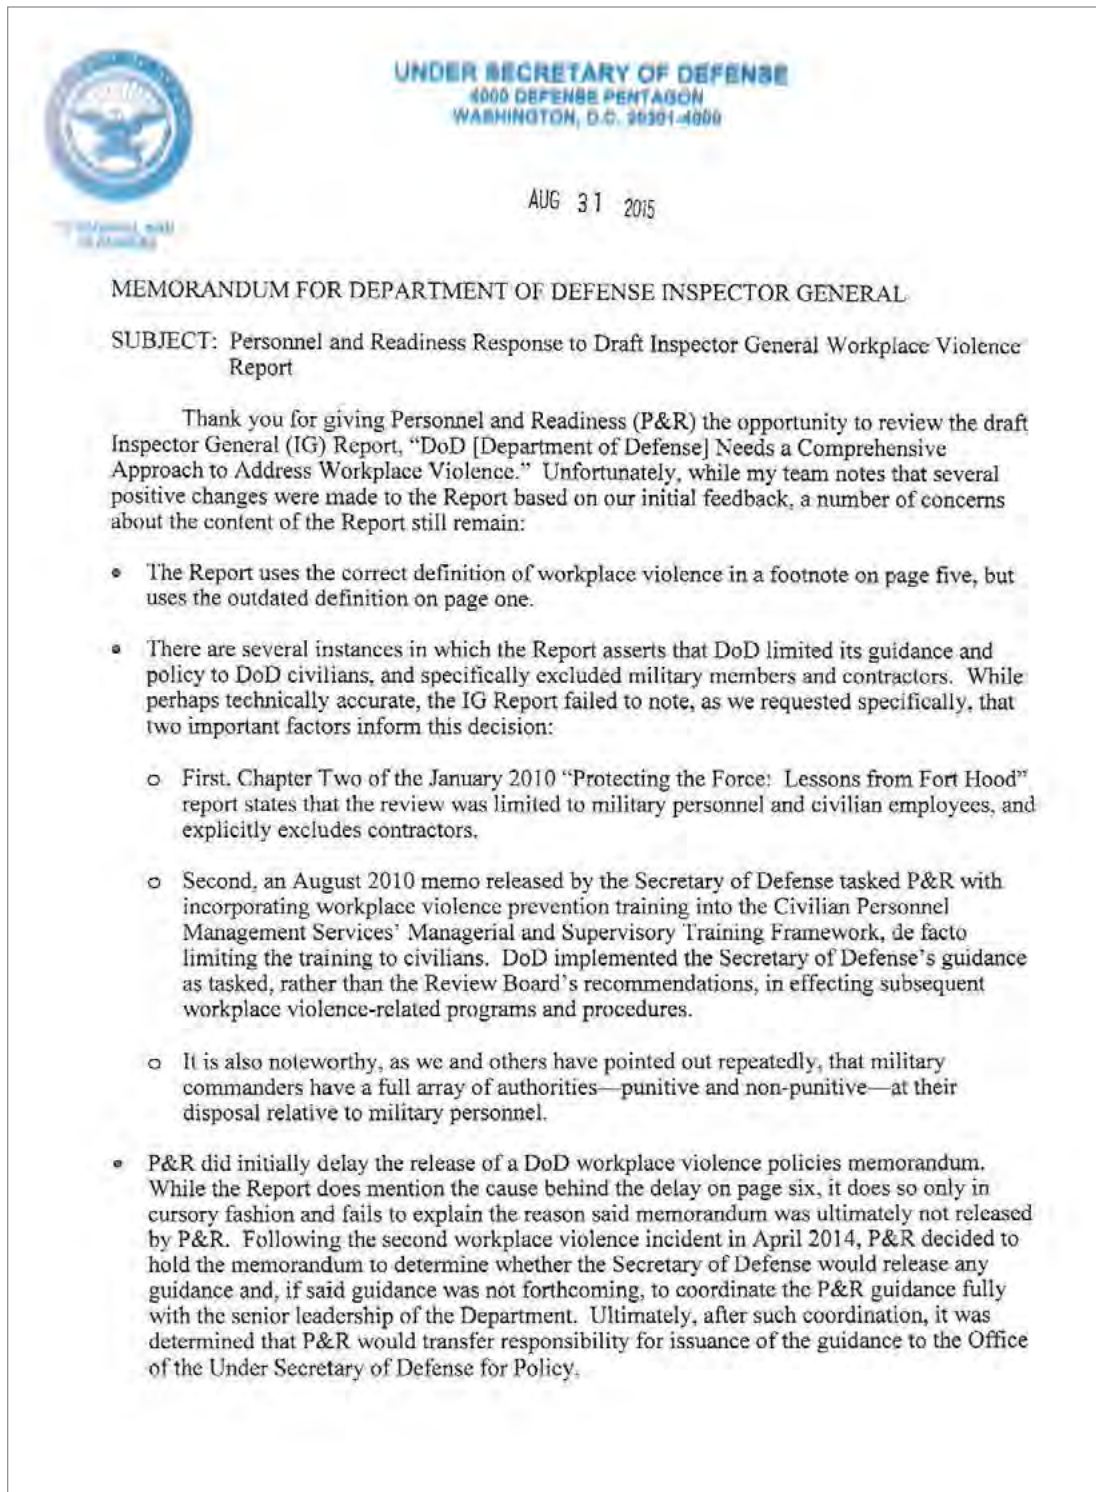 UNDER SECRETARY OF DEFENSE
4000 DEFENSE PENTAGON
WASHINGTON, D.C. 20301-4000
AUG 31 2015
PERSONNEL AND
READINESS
MEMORANDUM FOR DEPARTMENT OF DEFENSE INSPECTOR GENERAL
SUBJECT: Personnel and Readiness Response to Draft Inspector General Workplace Violence
Report
Thank you for giving Personnel and Readiness (P&R) the opportunity to review the draft
Inspector General (IG) Report, “DoD [Department of Defense] Needs a Comprehensive
Approach to Address Workplace Violence.” Unfortunately, while my team notes that several
positive changes were made to the Report based on our initial feedback, a number of concerns
about the content of the Report still remain:
• The Report uses the correct definition of workplace violence in a footnote on page five, but
uses the outdated definition on page one.
• There are several instances in which the Report asserts that DoD limited its guidance and
policy to DoD civilians, and specifically excluded military members and contractors. While
perhaps technically accurate, the IG Report failed to note, as we requested specifically, that
two important factors inform this decision:
o First, Chapter Two of the January 2010 “Protecting the Force: Lessons from Fort Hood”
report states that the review was limited to military personnel and civilian employees, and
explicitly excludes contractors.
o Second, an August 2010 memo released by the Secretary of Defense tasked P&R with
incorporating workplace violence prevention training into the Civilian Personnel
Management Services’ Managerial and Supervisory Training Framework, de facto
limiting the training to civilians. DoD implemented the Secretary of Defense’s guidance
as tasked, rather than the Review Board’s recommendations, in effecting subsequent
workplace violence-related programs and procedures.
o It is also noteworthy, as we and others have pointed out repeatedly, that military
commanders have a full array of authorities—punitive and non-punitive—at their
disposal relative to military personnel.
• P&R did initially delay the release of a DoD workplace violence policies memorandum.
While the Report does mention the cause behind the delay on page six, it does so only in
cursory fashion and fails to explain the reason said memorandum was ultimately not released
by P&R. Following the second workplace violence incident in April 2014, P&R decided to
hold the memorandum to determine whether the Secretary of Defense would release any
guidance and, if said guidance was not forthcoming, to coordinate the P&R guidance fully
with the senior leadership of the Department. Ultimately, after such coordination, it was
determined that P&R would transfer responsibility for issuance of the guidance to the Office
of the Under Secretary of Defense for Policy.